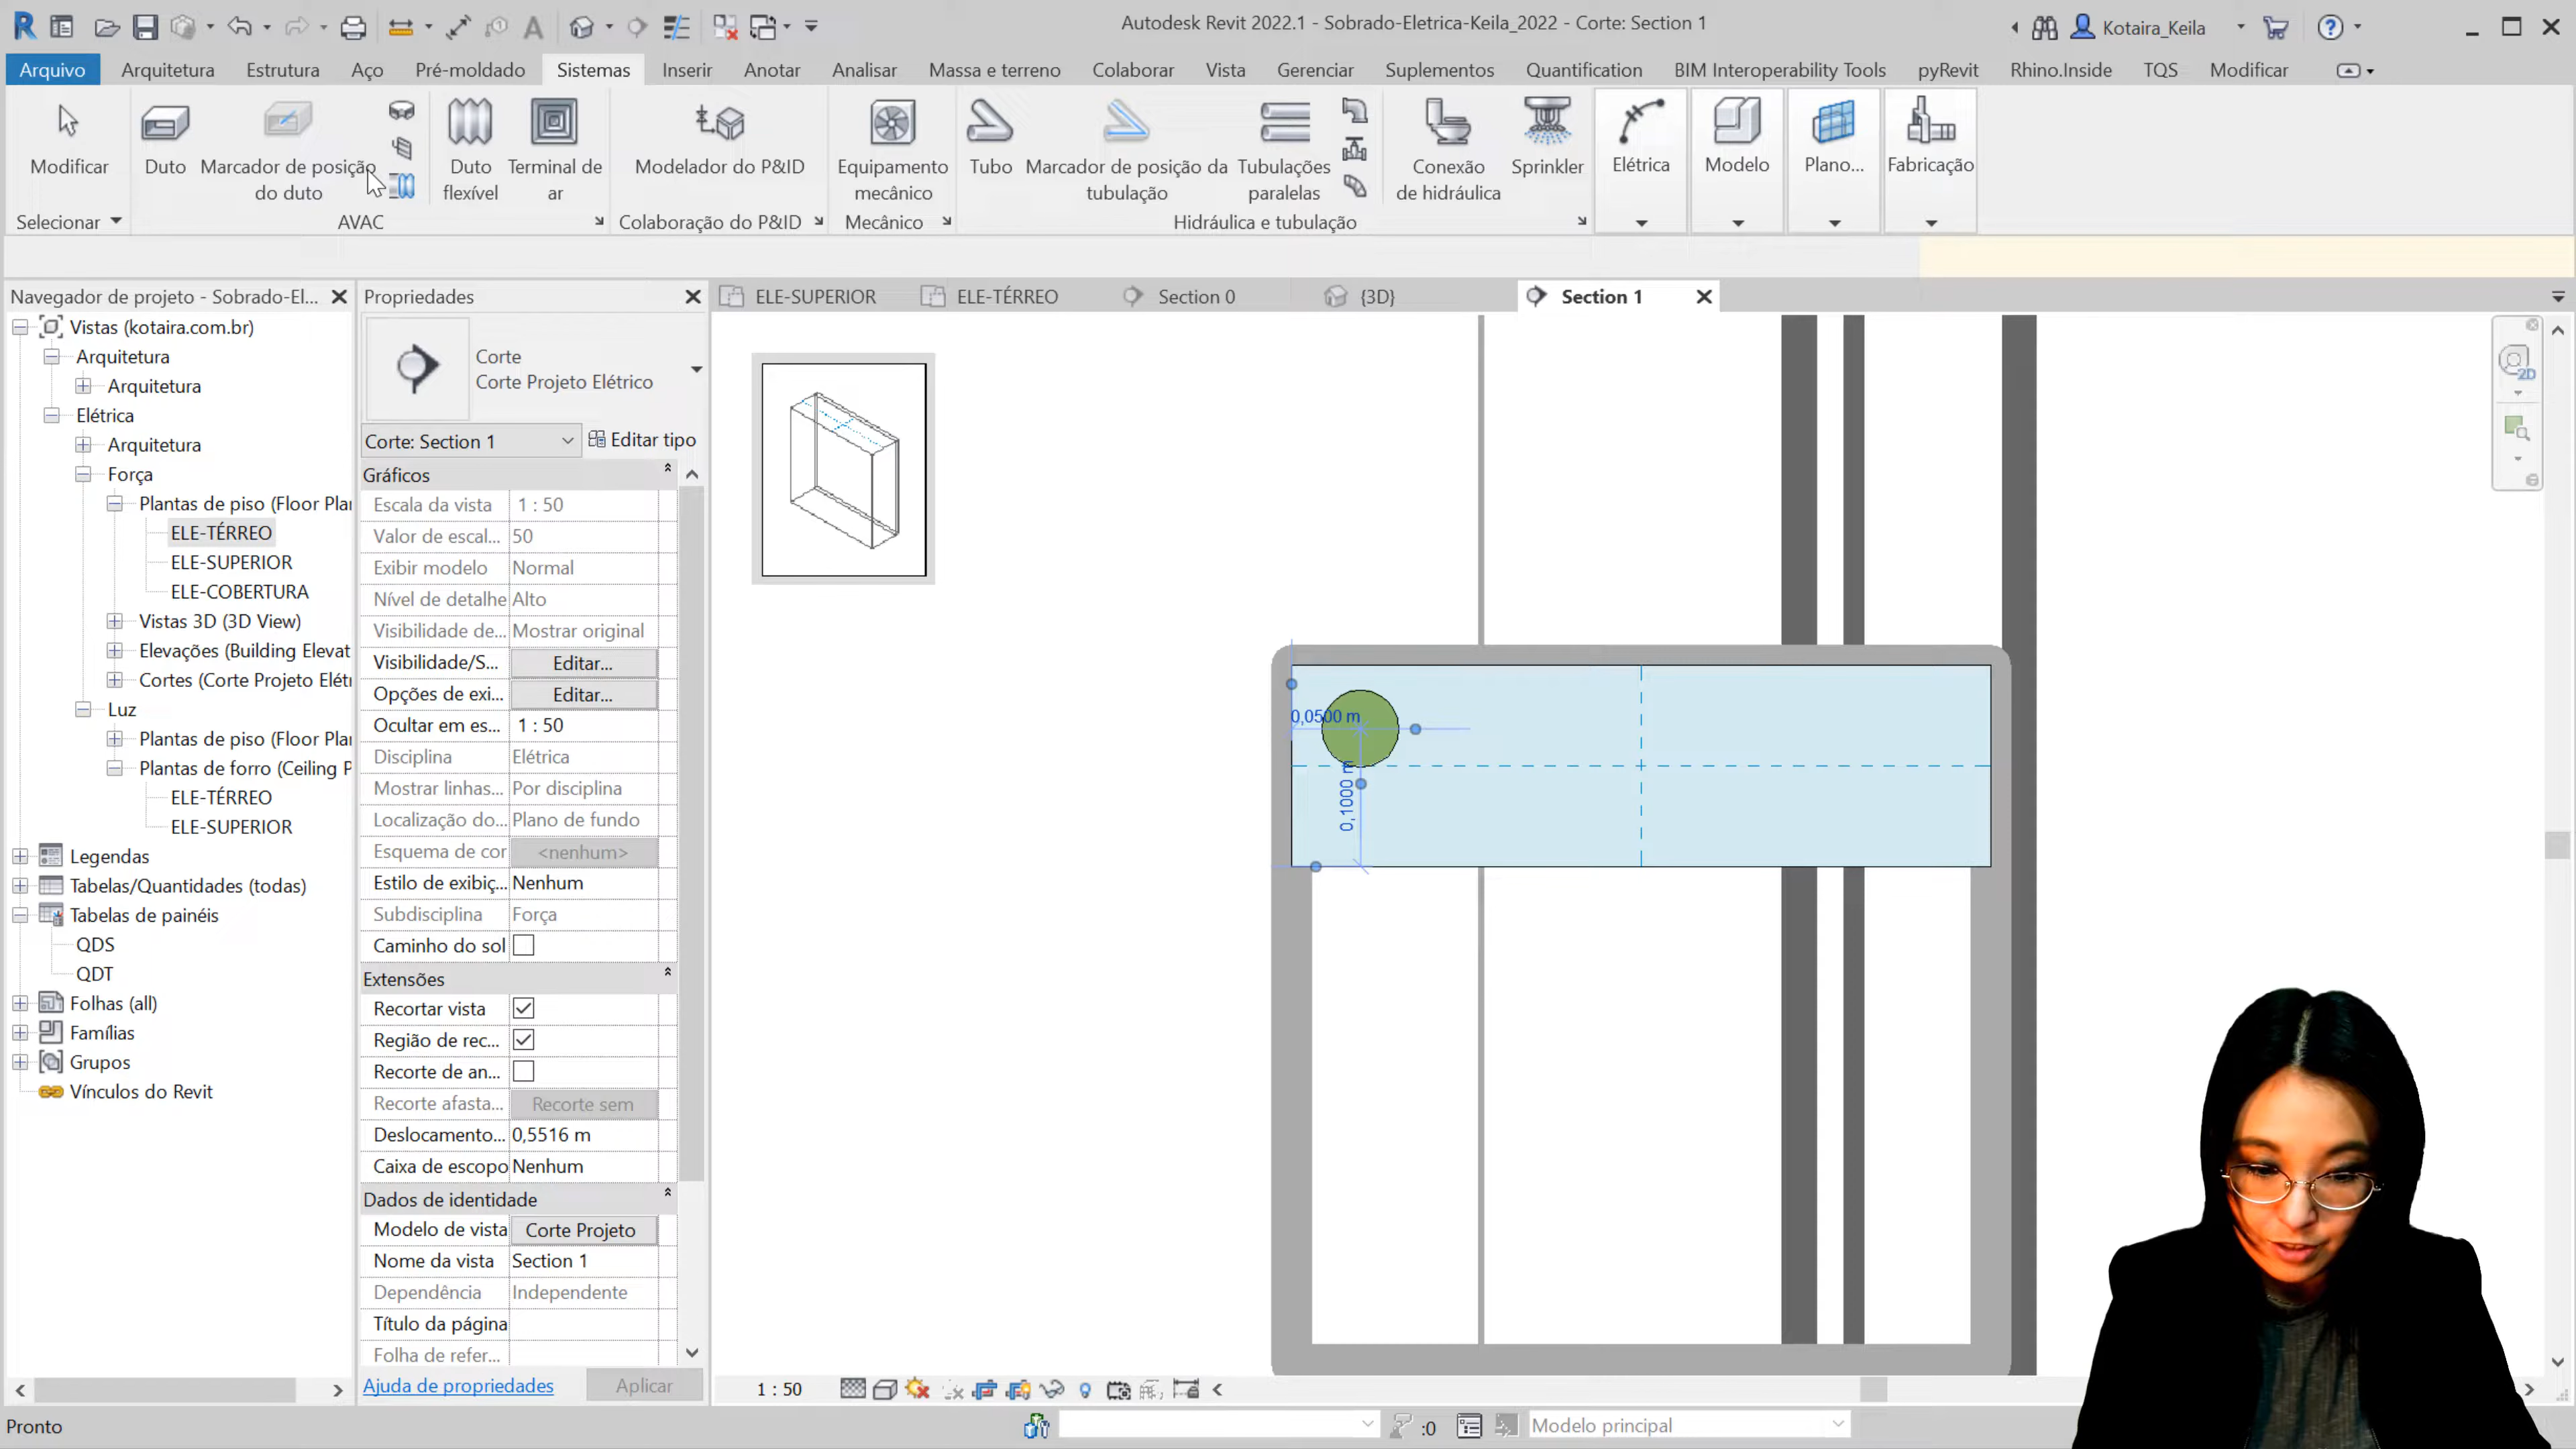 Autodesk Revit 2022.1 - Sobrado-Eletrica-Keila_2022 - Corte: Section 1
Kotaira_Keila
Arquivo Arquitetura Estrutura Aço Pré-moldado Sistemas Inserir Anotar Analisar Massa e terreno Colaborar Vista Gerenciar Suplementos Quantification BIM Interoperability Tools pyRevit Rhino.Inside TQS Modificar
Modificar
Duto
Marcador de posição
do duto
Duto
flexível
Terminal de
ar
Modelador do P&ID
Equipamento
mecânico
Tubo
Marcador de posição da
tubulação
Tubulações
paralelas
Conexão
de hidráulica
Sprinkler
Elétrica
Modelo
Plano...
Fabricação
Selecionar AVAC Colaboração do P&ID Mecânico Hidráulica e tubulação
Navegador de projeto - Sobrado-El...
Vistas (kotaira.com.br)
Arquitetura
Arquitetura
Elétrica
Arquitetura
Força
Plantas de piso (Floor Pla
ELE-TÉRREO
ELE-SUPERIOR
ELE-COBERTURA
Vistas 3D (3D View)
Elevações (Building Elevat
Cortes (Corte Projeto Elét
Luz
Plantas de piso (Floor Pla
Plantas de forro (Ceiling P
ELE-TÉRREO
ELE-SUPERIOR
Legendas
Tabelas/Quantidades (todas)
Tabelas de painéis
QDS
QDT
Folhas (all)
Famílias
Grupos
Vínculos do Revit
Propriedades
Corte
Corte Projeto Elétrico
Corte: Section 1
Editar tipo
Gráficos
Escala da vista 1 : 50
Valor de escal... 50
Exibir modelo Normal
Nível de detalhe Alto
Visibilidade de... Mostrar original
Visibilidade/S... Editar...
Opções de exi... Editar...
Ocultar em es... 1 : 50
Disciplina Elétrica
Mostrar linhas... Por disciplina
Localização do... Plano de fundo
Esquema de cor <nenhum>
Estilo de exibiç... Nenhum
Subdisciplina Força
Caminho do sol
Extensões
Recortar vista
Região de rec...
Recorte de an...
Recorte afasta... Recorte sem
Deslocamento... 0,5516 m
Caixa de escopo Nenhum
Dados de identidade
Modelo de vista Corte Projeto
Nome da vista Section 1
Dependência Independente
Título da página
Folha de refer...
Ajuda de propriedades
Aplicar
ELE-SUPERIOR
ELE-TÉRREO
Section 0
{3D}
Section 1
0,0500 m
0,1000 m
2D
1 : 50
Pronto
:0
Modelo principal